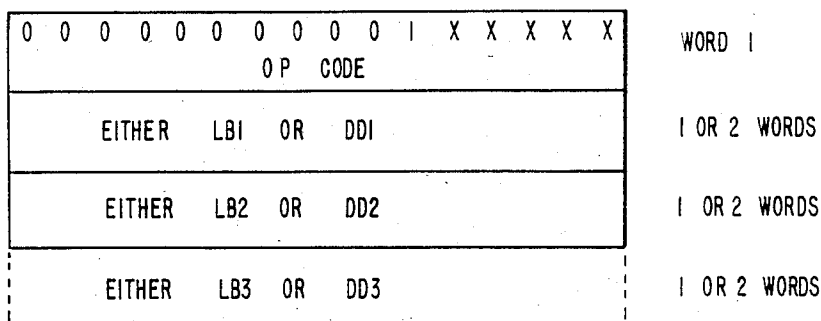 0 0 0 0 0 0 0 0 0 0 1 X X X X X WORD 1
OP CODE
EITHER LB1 OR DD1 1 OR 2 WORDS
EITHER LB2 OR DD2 1 OR 2 WORDS
EITHER LB3 OR DD3 1 OR 2 WORDS